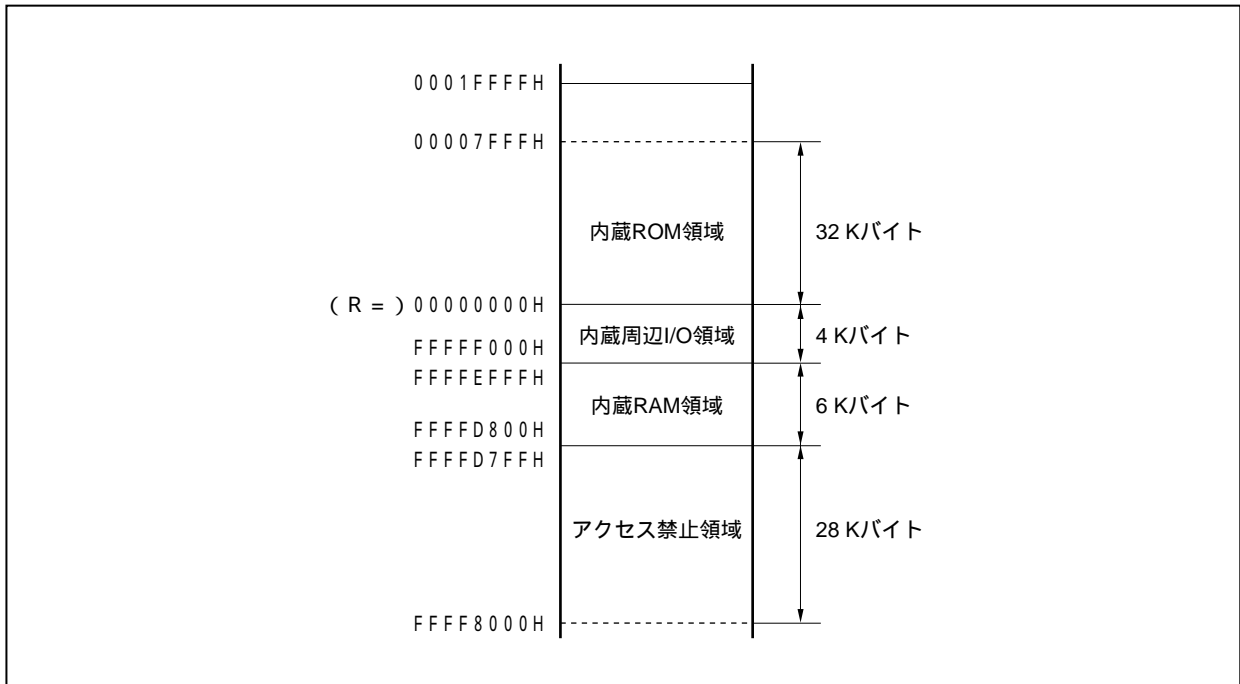 0001FFFFH
00007FFFH
内蔵ROM領域
32 Kバイト
(R=)00000000H
内蔵周辺I/O領域
4 Kバイト
FFFFF000H
FFFFEFFFH
内蔵RAM領域
6 Kバイト
FFFFD800H
FFFFD7FFH
アクセス禁止領域
28 Kバイト
FFFF8000H